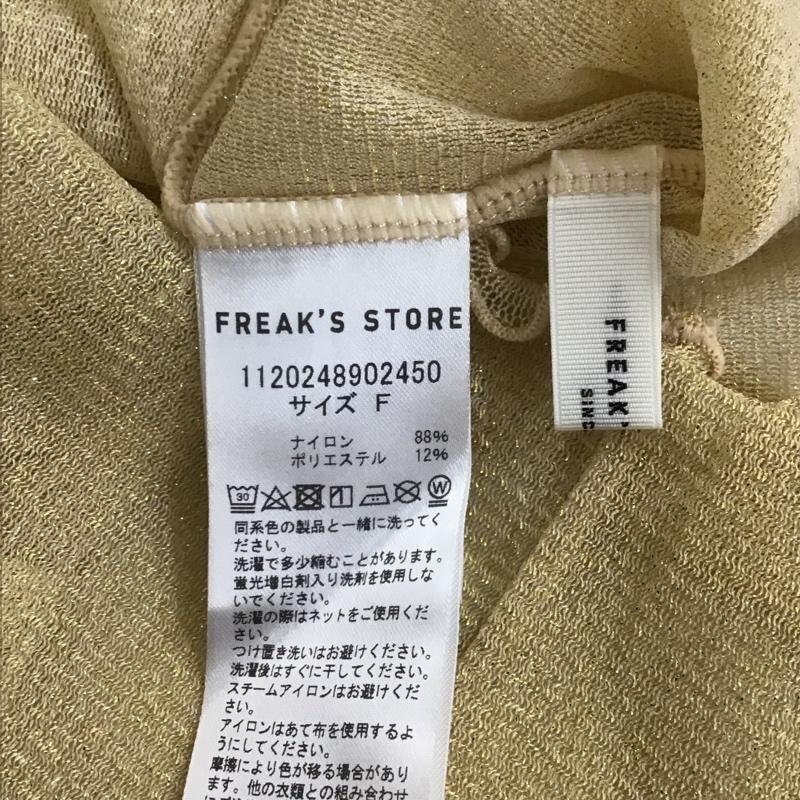 FREAK'S STORE
1120248902450
サイズ F
ナイロン 88%
ポリエステル 12%
30
W
同系色の製品と一緒に洗ってく
ださい。
洗濯で多少縮むことがあります。
蛍光増白剤入り洗剤を使用しな
いでください。
洗濯の際はネットをご使用くだ
さい。
つけ置き洗いはお避けください。
洗濯後はすぐに干してください。
スチームアイロンはお避けくだ
さい。
アイロンはあて布を使用するよ
うにしてください。
摩擦により色が移る場合があり
ます。他の衣類との組み合わせ
FREAK'
SINC